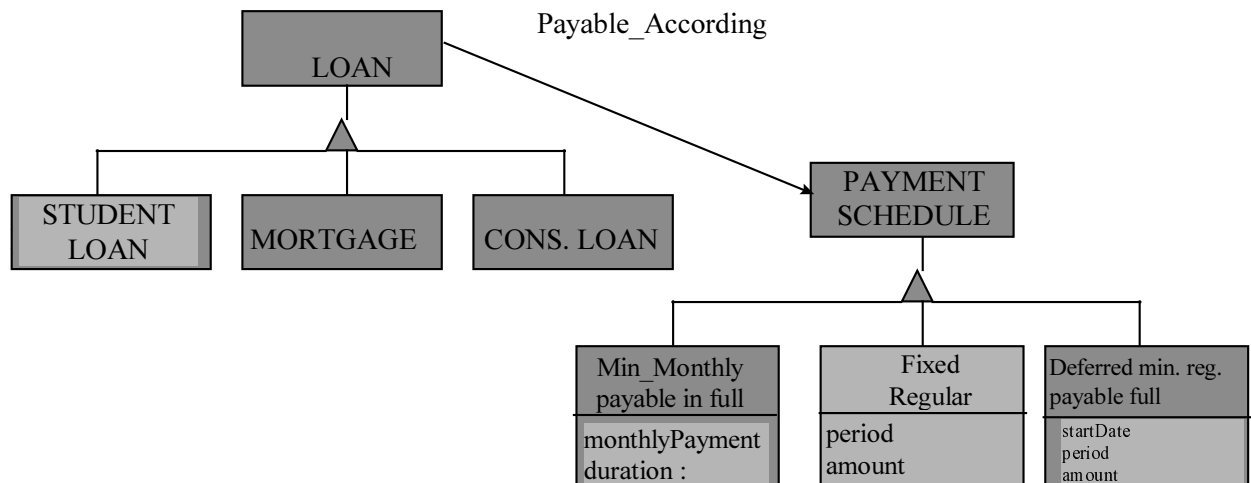 Payable_According
LOAN
STUDENT
LOAN
MORTGAGE
CONS. LOAN
PAYMENT
SCHEDULE
Min_Monthly
payable in full
monthlyPayment
duration :
Fixed
Regular
period
amount
Deferred min. reg.
payable full
startDate
period
amount